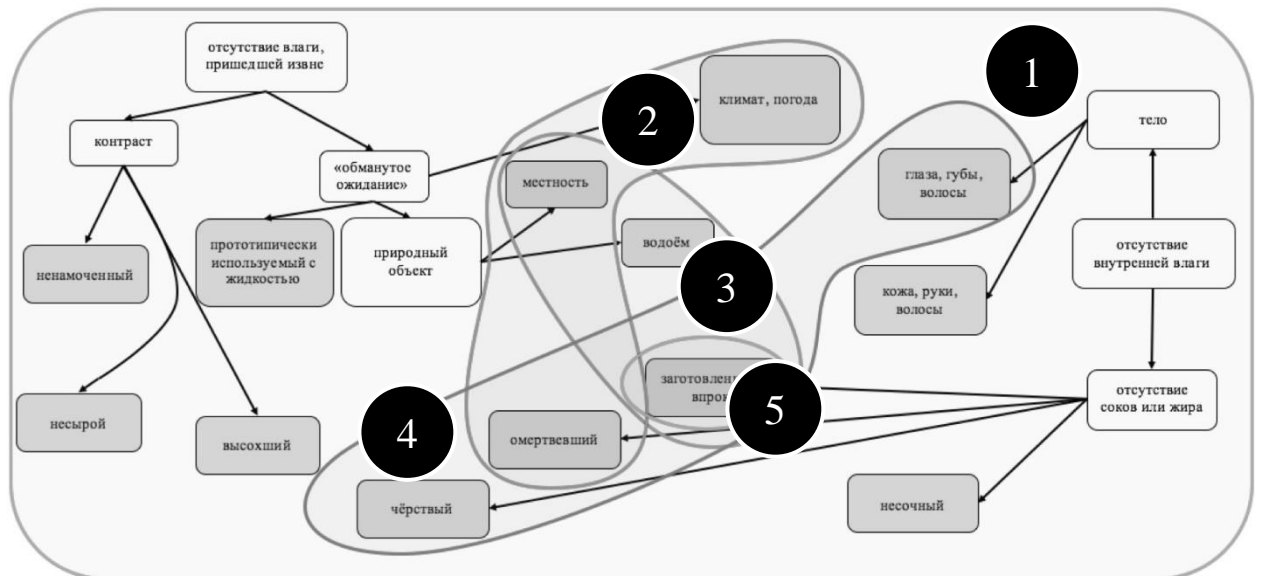 отсутствие влаги,
пришедшей извне
1
климат, погода
2
тело
контраст
«обманутое
ожидание»
местность
глаза, губы,
волосы
прототипически
используемый с
жидкостью
природный
объект
водоём
отсутствие
внутренней влаги
ненамоченный
3
кожа, руки,
волосы
5
отсутствие
соков или жира
несырой
4
высохший
омертвевший
чёрствый
несочный